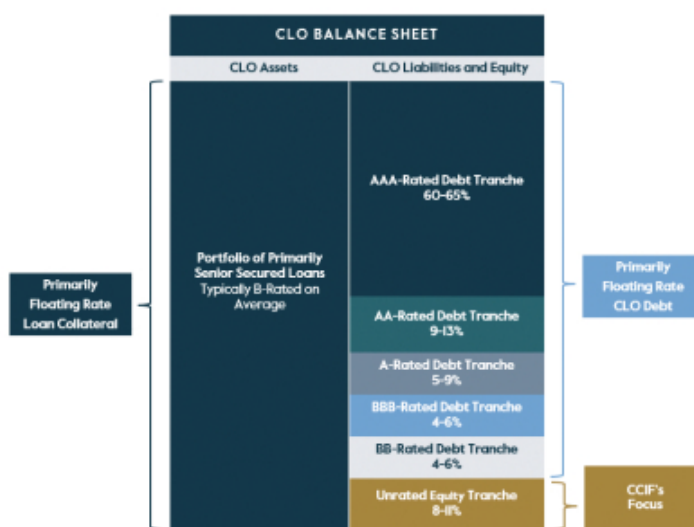 CLO BALANCE SHEET
CLO Assets
CLO Liabilities and Equity
AAA-Rated Debt Tranche
60-65%
Portfolio of Primarily
Senior Secured Loans
Typically B-Rated on
Average
Primarily
Floating Rate
Loan Collateral
Primarily
Floating Rate
CLO Debt
AA-Rated Debt Tranche
9-13%
A-Rated Debt Tranche
5-9%
BBB-Rated Debt Tranche
4-6%
BB-Rated Debt Tranche
4-6%
Unrated Equity Tranche
8-11%
CCIF's
Focus